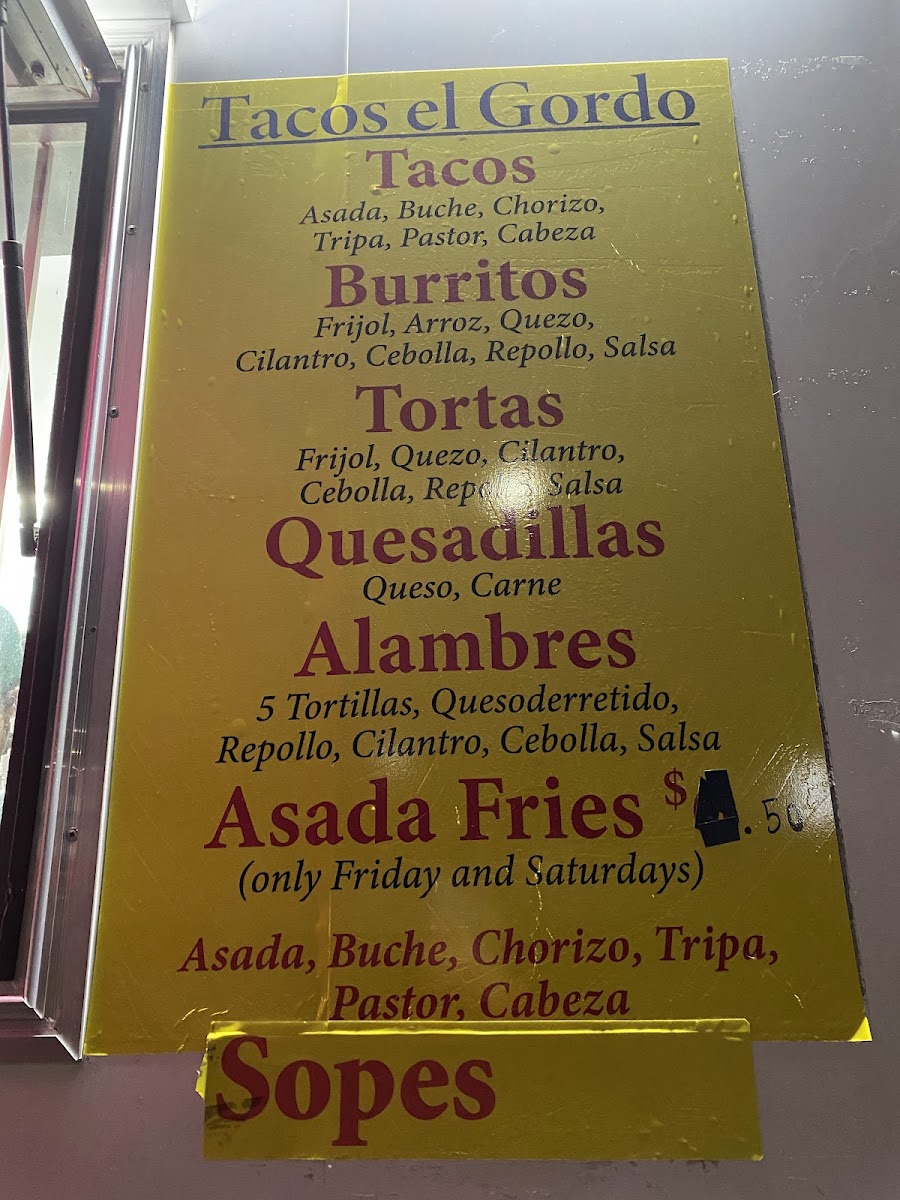 Tacos el Gordo
Tacos
Asada, Buche, Chorizo,
Tripa, Pastor, Cabeza
Burritos
Frijol, Arroz, Quezo,
Cilantro, Cebolla, Repollo, Salsa
Tortas
Frijol, Quezo, Cilantro,
Cebolla, Salsa
Quesadillas
Queso, Carne
Alambres
5 Tortillas, Quesoderretido,
Repollo, Cilantro, Cebolla, Salsa
Asada Fries $ .50
(only Friday and Saturdays)
Asada, Buche, Chorizo, Tripa,
Pastor, Cabeza
Sopes